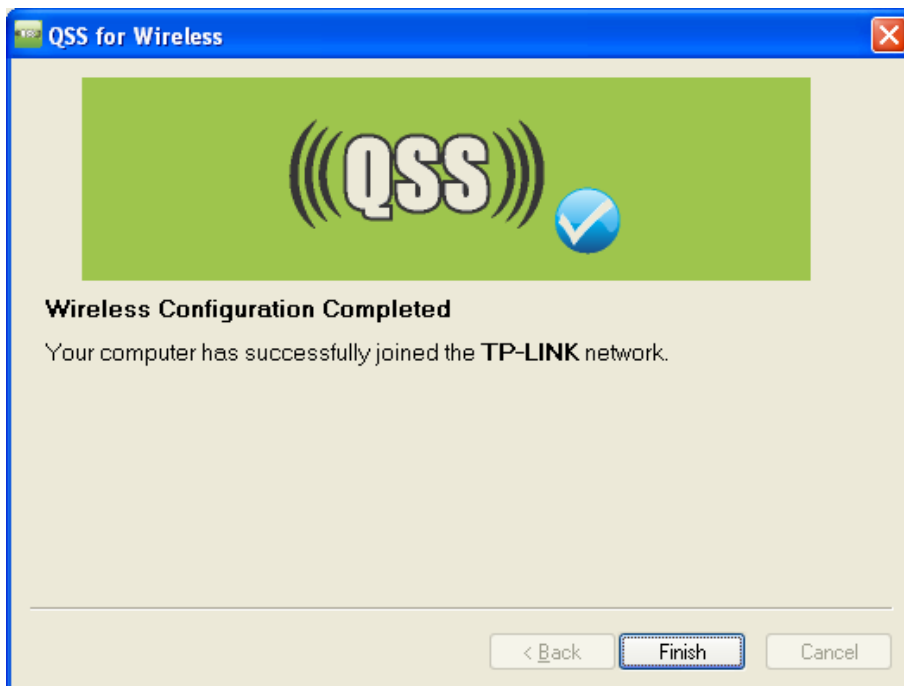 QSS for Wireless
(((QSS)))
Wireless Configuration Completed
Your computer has successfully joined the TP-LINK network.
< Back
Finish
Cancel